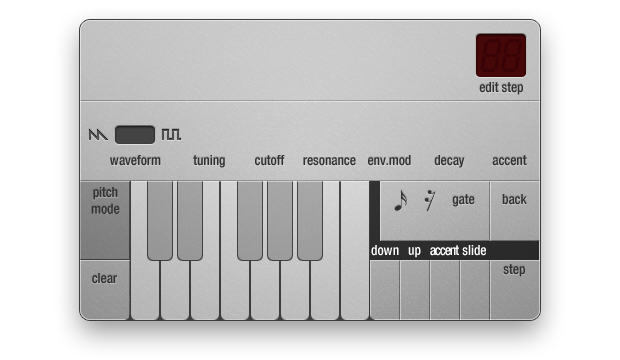 edit step
waveform tuning cutoff resonance env.mod decay accent
pitch mode
gate back
down up accent slide
clear
step